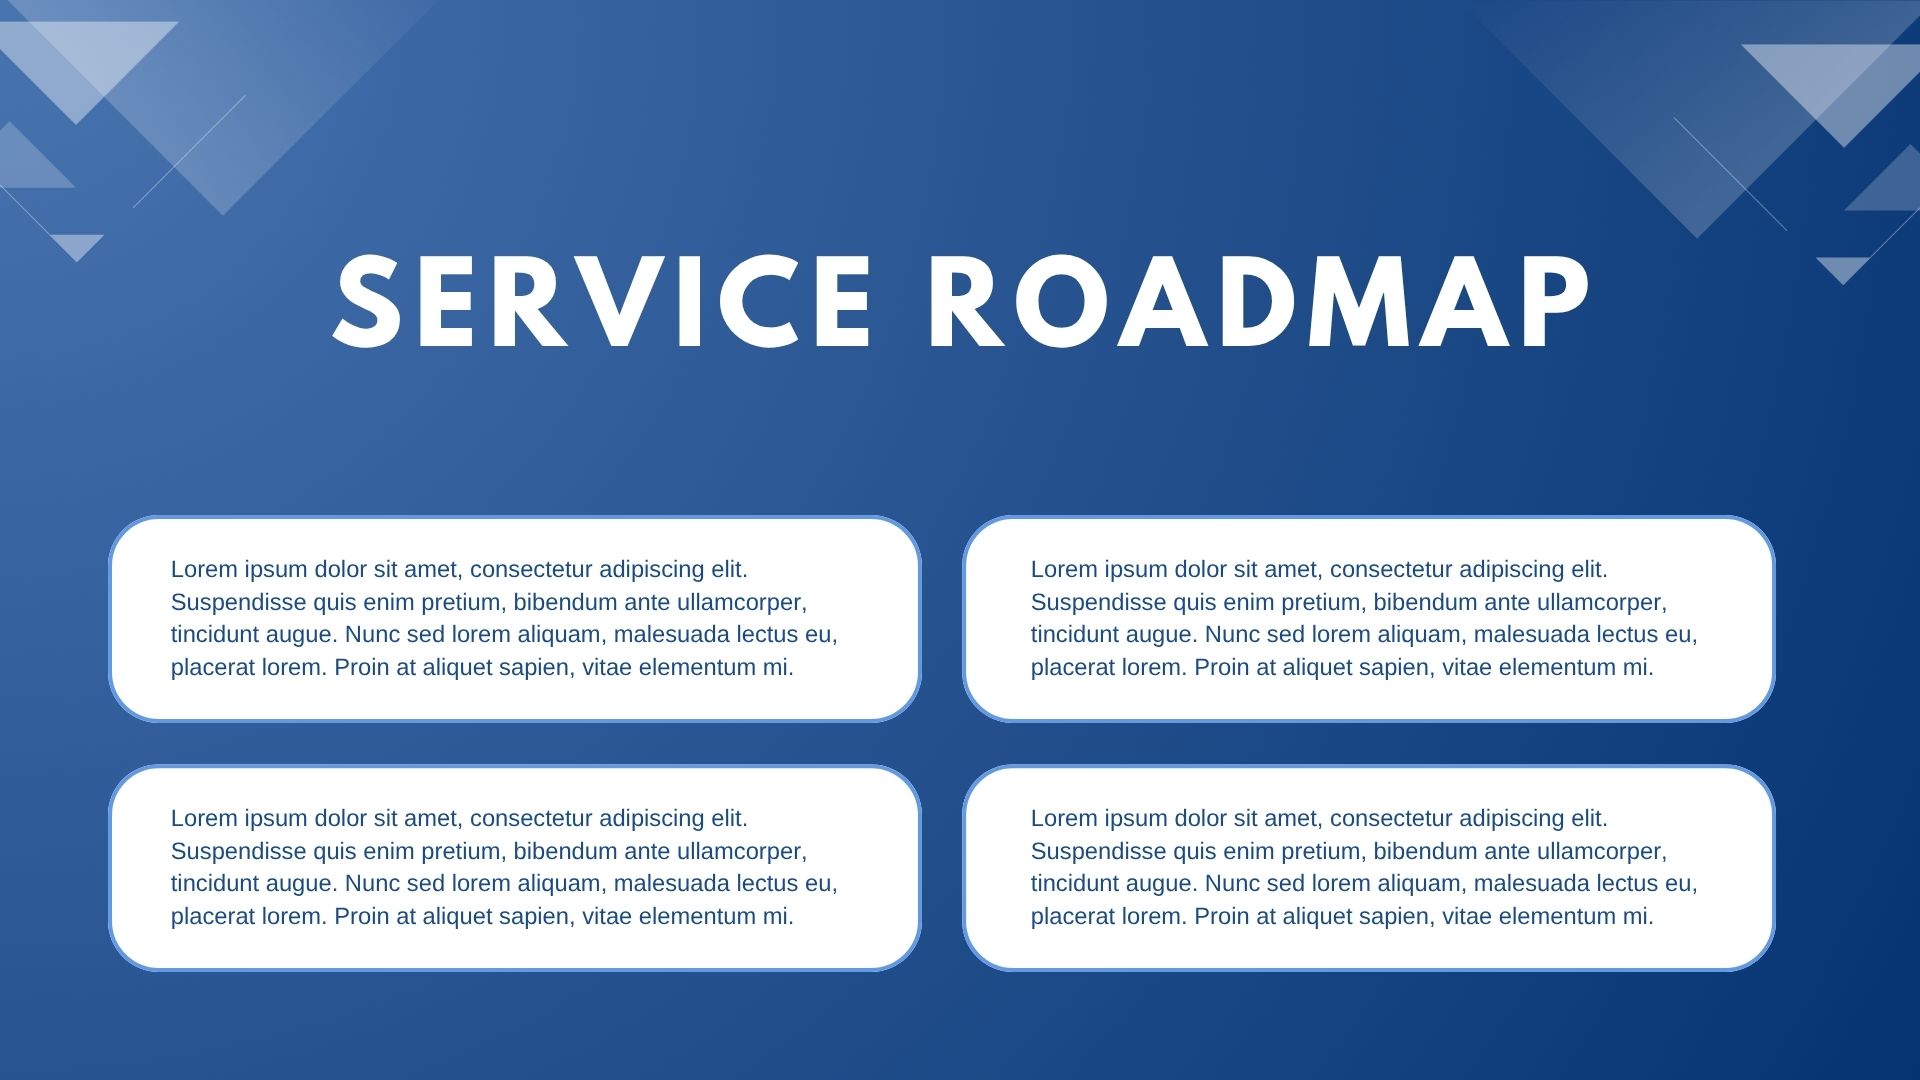 SERVICE ROADMAP
Lorem ipsum dolor sit amet, consectetur adipiscing elit.
Suspendisse quis enim pretium, bibendum ante ullamcorper,
tincidunt augue. Nunc sed lorem aliquam, malesuada lectus eu,
placerat lorem. Proin at aliquet sapien, vitae elementum mi.
Lorem ipsum dolor sit amet, consectetur adipiscing elit.
Suspendisse quis enim pretium, bibendum ante ullamcorper,
tincidunt augue. Nunc sed lorem aliquam, malesuada lectus eu,
placerat lorem. Proin at aliquet sapien, vitae elementum mi.
Lorem ipsum dolor sit amet, consectetur adipiscing elit.
Suspendisse quis enim pretium, bibendum ante ullamcorper,
tincidunt augue. Nunc sed lorem aliquam, malesuada lectus eu,
placerat lorem. Proin at aliquet sapien, vitae elementum mi.
Lorem ipsum dolor sit amet, consectetur adipiscing elit.
Suspendisse quis enim pretium, bibendum ante ullamcorper,
tincidunt augue. Nunc sed lorem aliquam, malesuada lectus eu,
placerat lorem. Proin at aliquet sapien, vitae elementum mi.